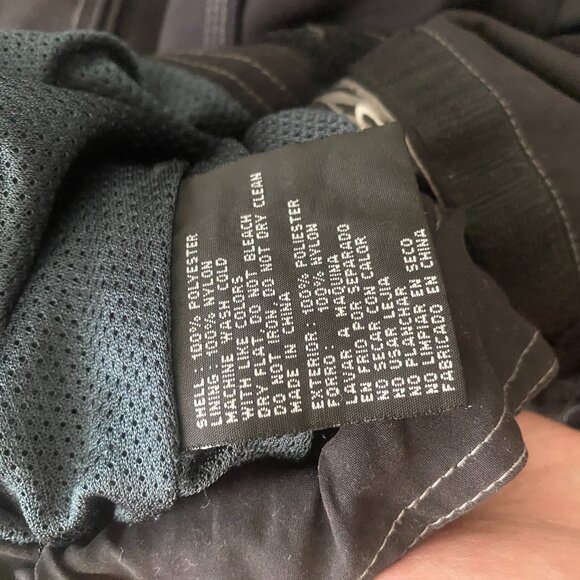 SHELL: 100% POLYESTER
LINING: 100% NYLON
MACHINE WASH COLD
WITH LIKE COLORS
DRY FLAT. DO NOT BLEACH
DO NOT IRON. DO NOT DRY CLEAN
MADE IN CHINA
EXTERIOR: 100% POLIESTER
FORRO: 100% NYLON
LAVAR A MAQUINA
EN FRID POR SEPARADO
NO SEPAR CON CALOR
NO USAR LEJIA
NO PLANCHAR
NO LIMPIAR EN SECO
FABRICADO EN CHINA